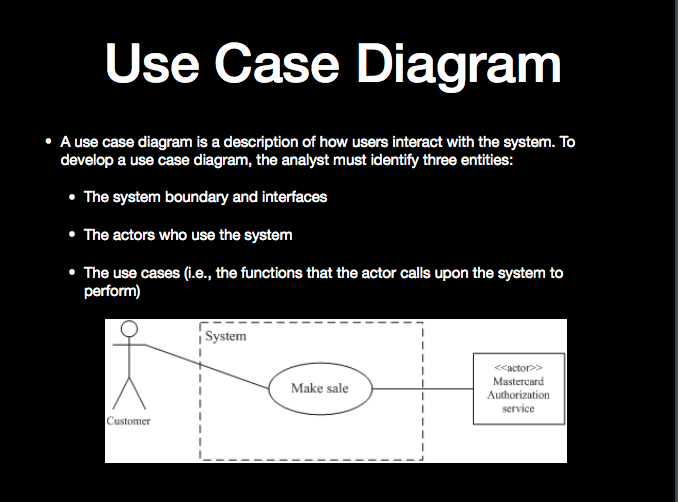 Use Case Diagram
• A use case diagram is a description of how users interact with the system. To
develop a use case diagram, the analyst must identify three entities:
• The system boundary and interfaces
• The actors who use the system
• The use cases (i.e., the functions that the actor calls upon the system to
perform)
System
Make sale
<<actor>>
Mastercard
Authorization
service
Customer